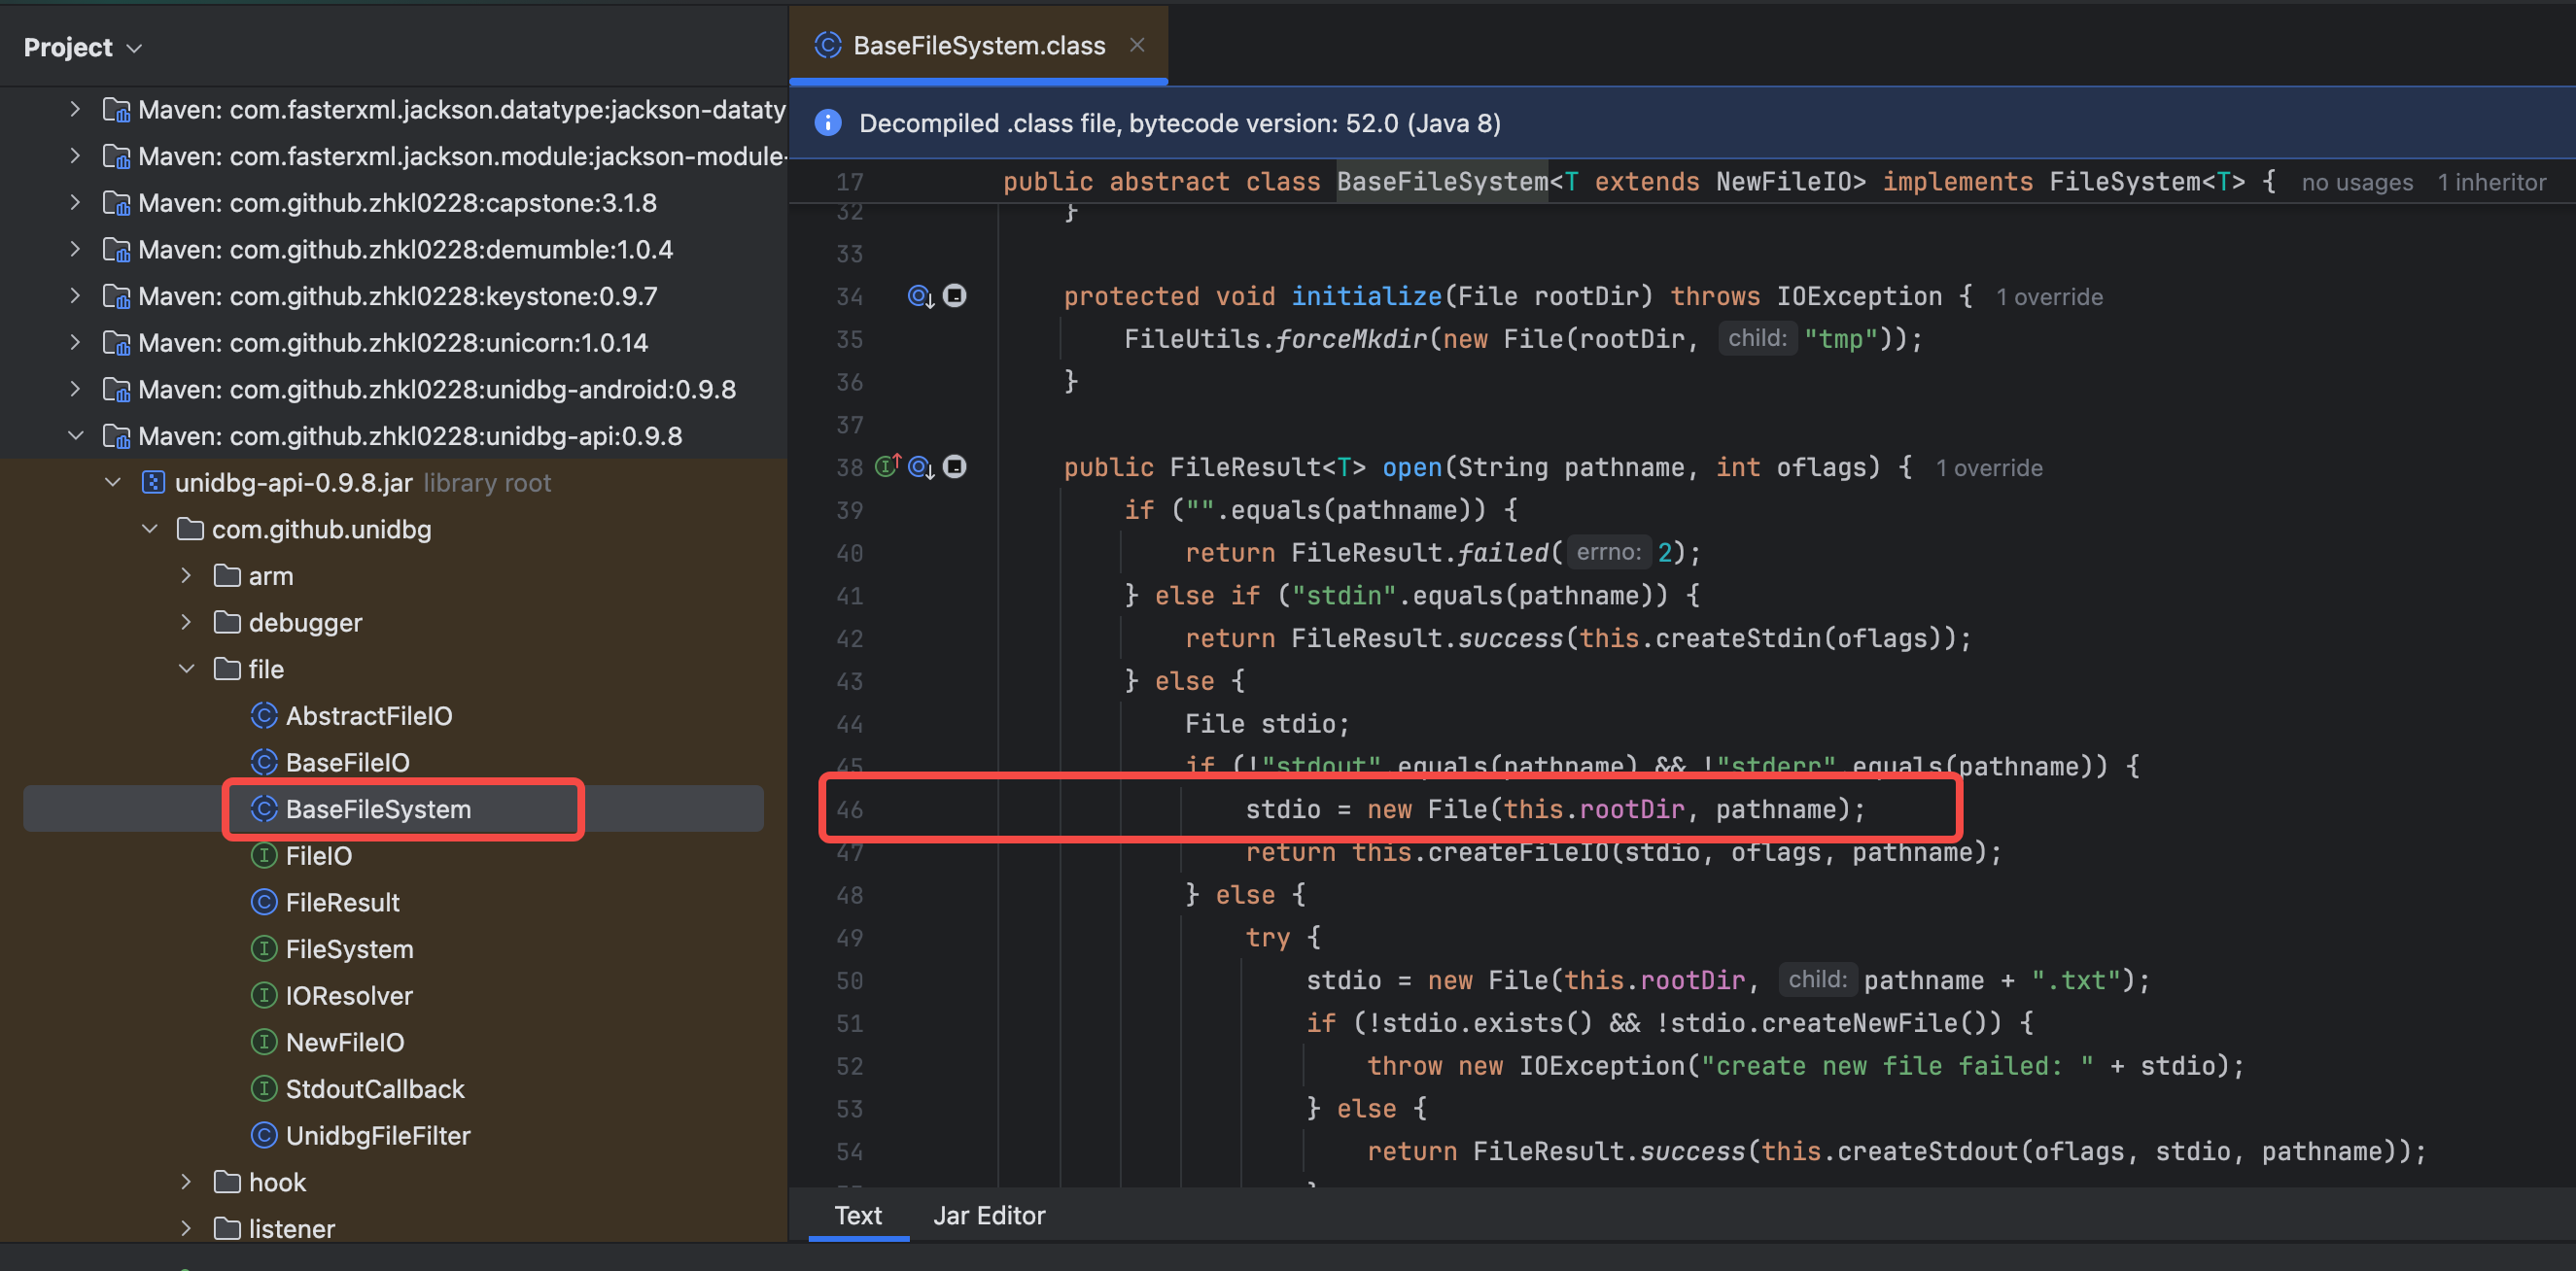 Project
Maven: com.fasterxml.jackson.datatype:jackson-dataty
Maven: com.fasterxml.jackson.module:jackson-module-
Maven: com.github.zhkl0228:capstone:3.1.8
Maven: com.github.zhkl0228:demumble:1.0.4
Maven: com.github.zhkl0228:keystone:0.9.7
Maven: com.github.zhkl0228:unicorn:1.0.14
Maven: com.github.zhkl0228:unidbg-android:0.9.8
Maven: com.github.zhkl0228:unidbg-api:0.9.8
unidbg-api-0.9.8.jar library root
com.github.unidbg
arm
debugger
file
AbstractFileIO
BaseFileIO
BaseFileSystem
FileIO
FileResult
FileSystem
IOResolver
NewFileIO
StdoutCallback
UnidbgFileFilter
hook
listener
BaseFileSystem.class
Decompiled .class file, bytecode version: 52.0 (Java 8)
17 public abstract class BaseFileSystem<T extends NewFileIO> implements FileSystem<T> { no usages 1 inheritor
32 }
33
34 protected void initialize(File rootDir) throws IOException { 1 override
35 FileUtils.forceMkdir(new File(rootDir, child: "tmp"));
36 }
37
38 public FileResult<T> open(String pathname, int oflags) { 1 override
39 if ("".equals(pathname)) {
40 return FileResult.failed( errno: 2);
41 } else if ("stdin".equals(pathname)) {
42 return FileResult.success(this.createStdin(oflags));
43 } else {
44 File stdio;
45 if (!"stdout".equals(pathname) && !"stderr".equals(pathname)) {
46 stdio = new File(this.rootDir, pathname);
47 return this.createFileIO(stdio, oflags, pathname);
48 } else {
49 try {
50 stdio = new File(this.rootDir, child: pathname + ".txt");
51 if (!stdio.exists() && !stdio.createNewFile()) {
52 throw new IOException("create new file failed: " + stdio);
53 } else {
54 return FileResult.success(this.createStdout(oflags, stdio, pathname));
Text Jar Editor